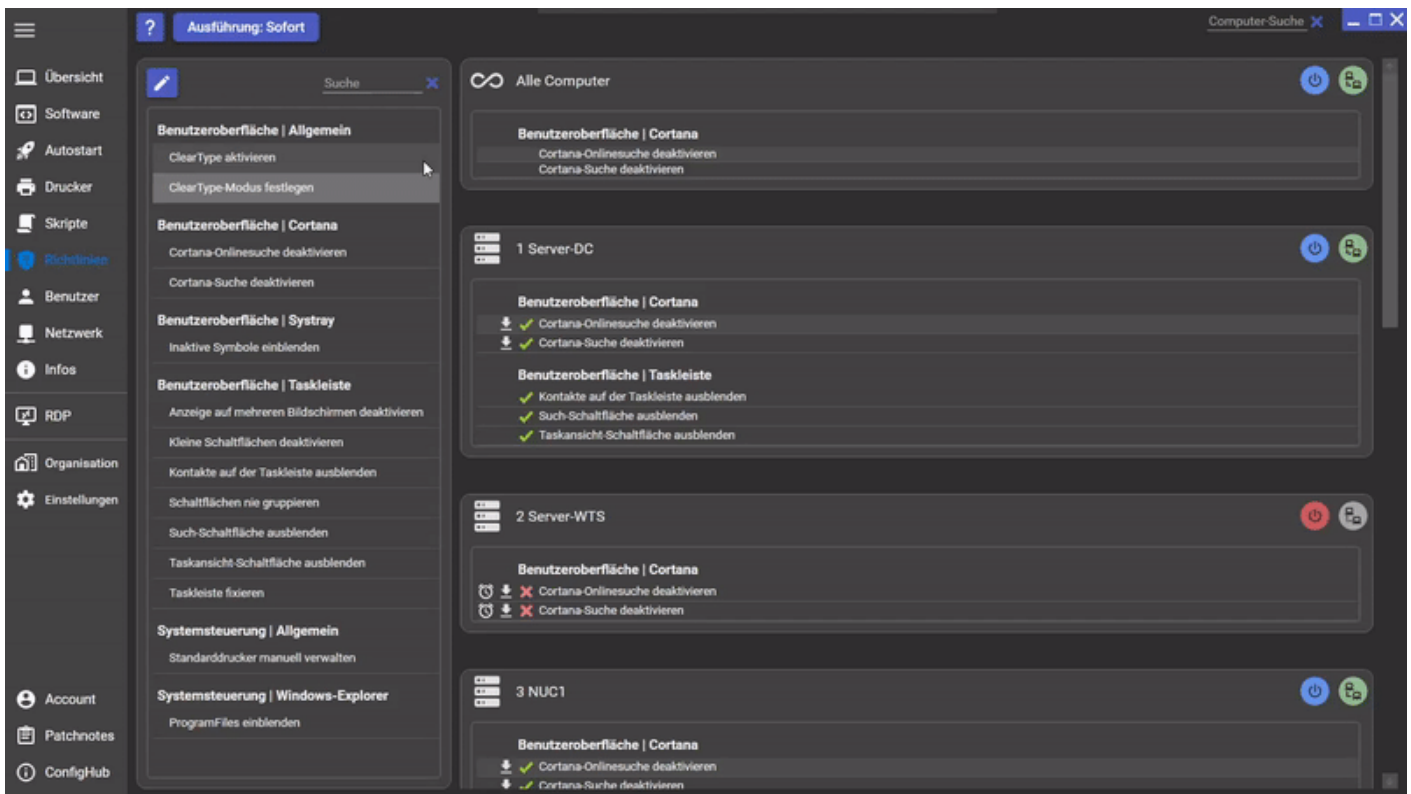 ?
Ausführung: Sofort
Computer-Suche
Übersicht
Software
Autostart
Drucker
Skripte
Richtlinien
Benutzer
Netzwerk
Infos
RDP
Organisation
Einstellungen
Account
Patchnotes
ConfigHub
Suche
Benutzeroberfläche | Allgemein
ClearType aktivieren
ClearType-Modus festlegen
Benutzeroberfläche | Cortana
Cortana-Onlinesuche deaktivieren
Cortana-Suche deaktivieren
Benutzeroberfläche | Systray
Inaktive Symbole einblenden
Benutzeroberfläche | Taskleiste
Anzeige auf mehreren Bildschirmen deaktivieren
Kleine Schaltflächen deaktivieren
Kontakte auf der Taskleiste ausblenden
Schaltflächen nie gruppieren
Such-Schaltfläche ausblenden
Taskansicht-Schaltfläche ausblenden
Taskleiste fixieren
Systemsteuerung | Allgemein
Standarddrucker manuell verwalten
Systemsteuerung | Windows-Explorer
ProgramFiles einblenden
Alle Computer
Benutzeroberfläche | Cortana
Cortana-Onlinesuche deaktivieren
Cortana-Suche deaktivieren
1 Server-DC
Benutzeroberfläche | Cortana
Cortana-Onlinesuche deaktivieren
Cortana-Suche deaktivieren
Benutzeroberfläche | Taskleiste
Kontakte auf der Taskleiste ausblenden
Such-Schaltfläche ausblenden
Taskansicht-Schaltfläche ausblenden
2 Server-WTS
Benutzeroberfläche | Cortana
Cortana-Onlinesuche deaktivieren
Cortana-Suche deaktivieren
3 NUC1
Benutzeroberfläche | Cortana
Cortana-Onlinesuche deaktivieren
Cortana-Suche deaktivieren